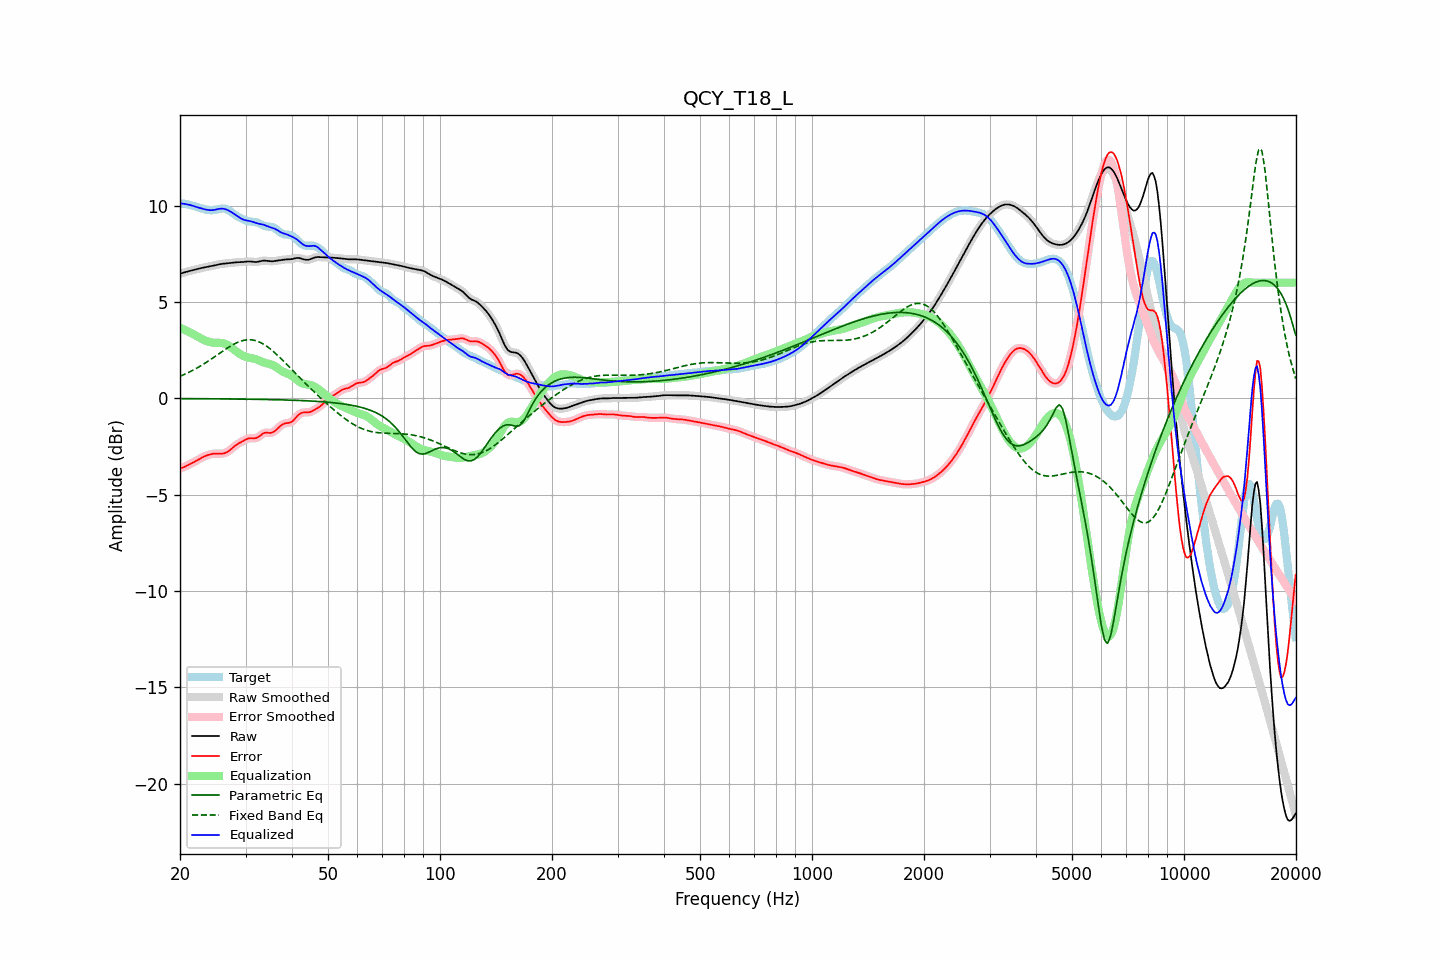 QCY_T18_L
Amplitude (dBr)
10
5
0
−5
−10
−15
−20
Target
Raw Smoothed
Error Smoothed
Raw
Error
Equalization
Parametric Eq
Fixed Band Eq
Equalized
20 50 100 200 500 1000 2000 5000 10000 20000
Frequency (Hz)